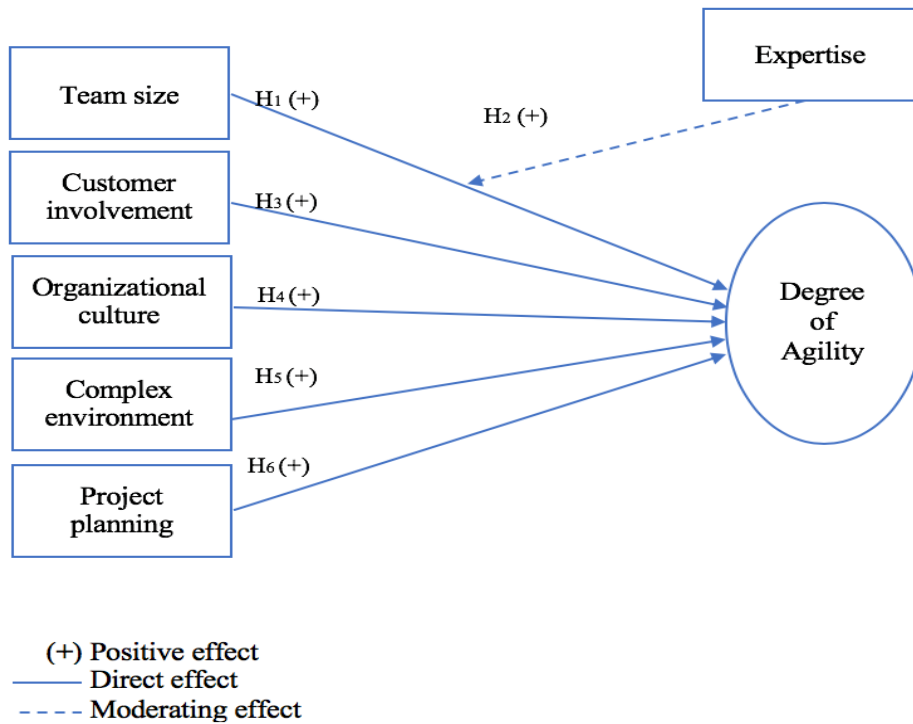 Team size
H1 (+)
Expertise
H2 (+)
Customer
involvement
H3 (+)
Organizational
culture
H4 (+)
Degree
of
Agility
Complex
environment
H5 (+)
Project
planning
H6 (+)
(+) Positive effect
Direct effect
Moderating effect